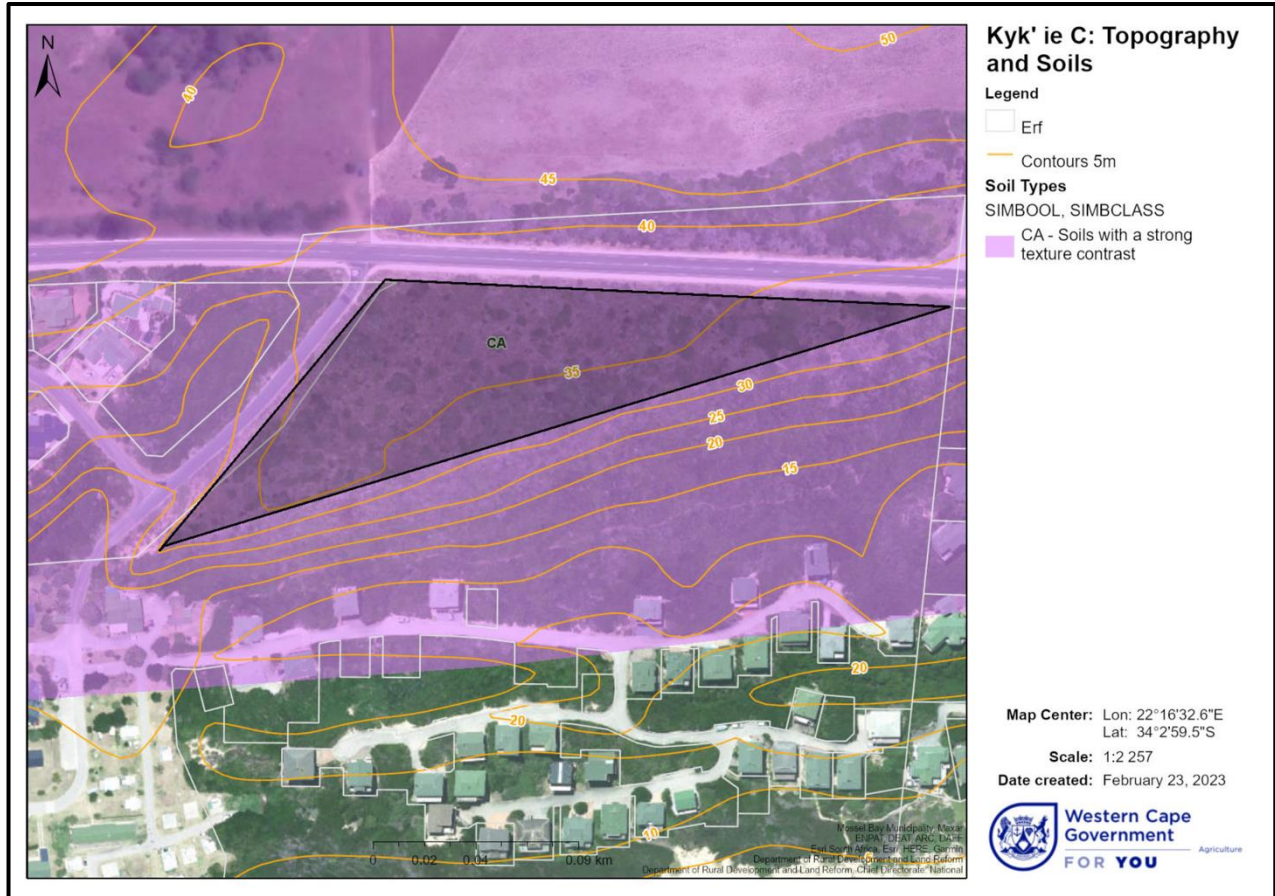 N
50
40
45
40
CA
35
30
25
20
15
20
20
10
0 0.02 0.04 0.09 km
Mossel Bay Municipality, Maxar
ENPAT, DEAT, ARC, DAFF
Esri South Africa, Esri, HERE, Garmin
Department of Rural Development and Land Reform
Department of Rural Development and Land Reform, Chief Directorate: National
Kyk' ie C: Topography
and Soils
Legend
Erf
Contours 5m
Soil Types
SIMBOOL, SIMBCLASS
CA - Soils with a strong
texture contrast
Map Center: Lon: 22°16'32.6"E
Lat: 34°2'59.5"S
Scale: 1:2 257
Date created: February 23, 2023
Western Cape
Government
Agriculture
FOR YOU